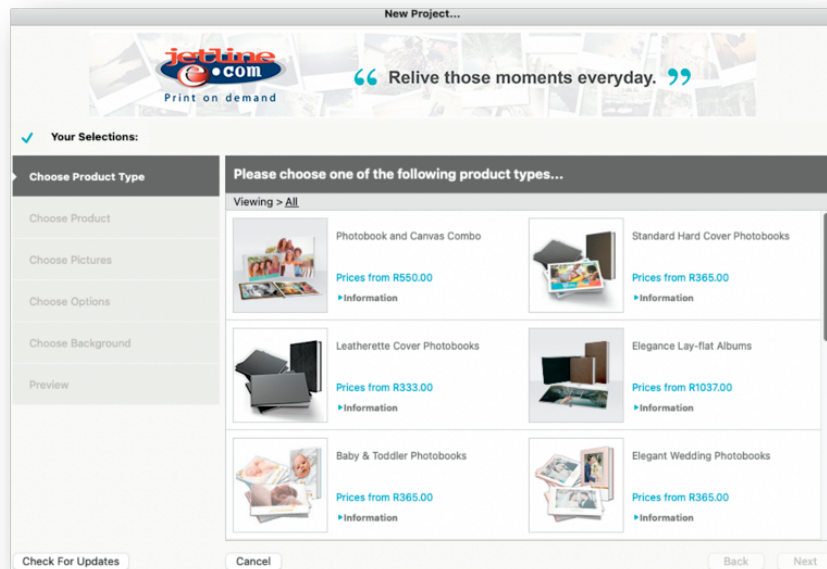 New Project...
jetline
e.com
Print on demand
“ Relive those moments everyday. ”
Your Selections:
Choose Product Type
Choose Product
Choose Pictures
Choose Options
Choose Background
Preview
Please choose one of the following product types...
Viewing > All
Photobook and Canvas Combo
Prices from R550.00
Information
Standard Hard Cover Photobooks
Prices from R365.00
Information
Leatherette Cover Photobooks
Prices from R333.00
Information
Elegance Lay-flat Albums
Prices from R1037.00
Information
Baby & Toddler Photobooks
Prices from R365.00
Information
Elegant Wedding Photobooks
Prices from R365.00
Information
Check For Updates
Cancel
Back
Next